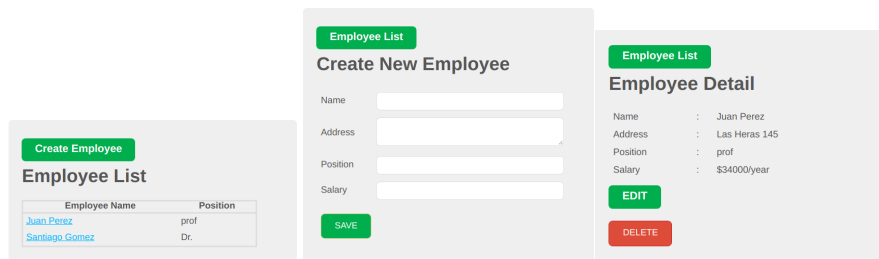 Create Employee
Employee List
Employee Name Position
Juan Perez prof
Santiago Gomez Dr.
Employee List
Create New Employee
Name
Address
Position
Salary
SAVE
Employee List
Employee Detail
Name : Juan Perez
Address : Las Heras 145
Position : prof
Salary : $34000/year
EDIT
DELETE